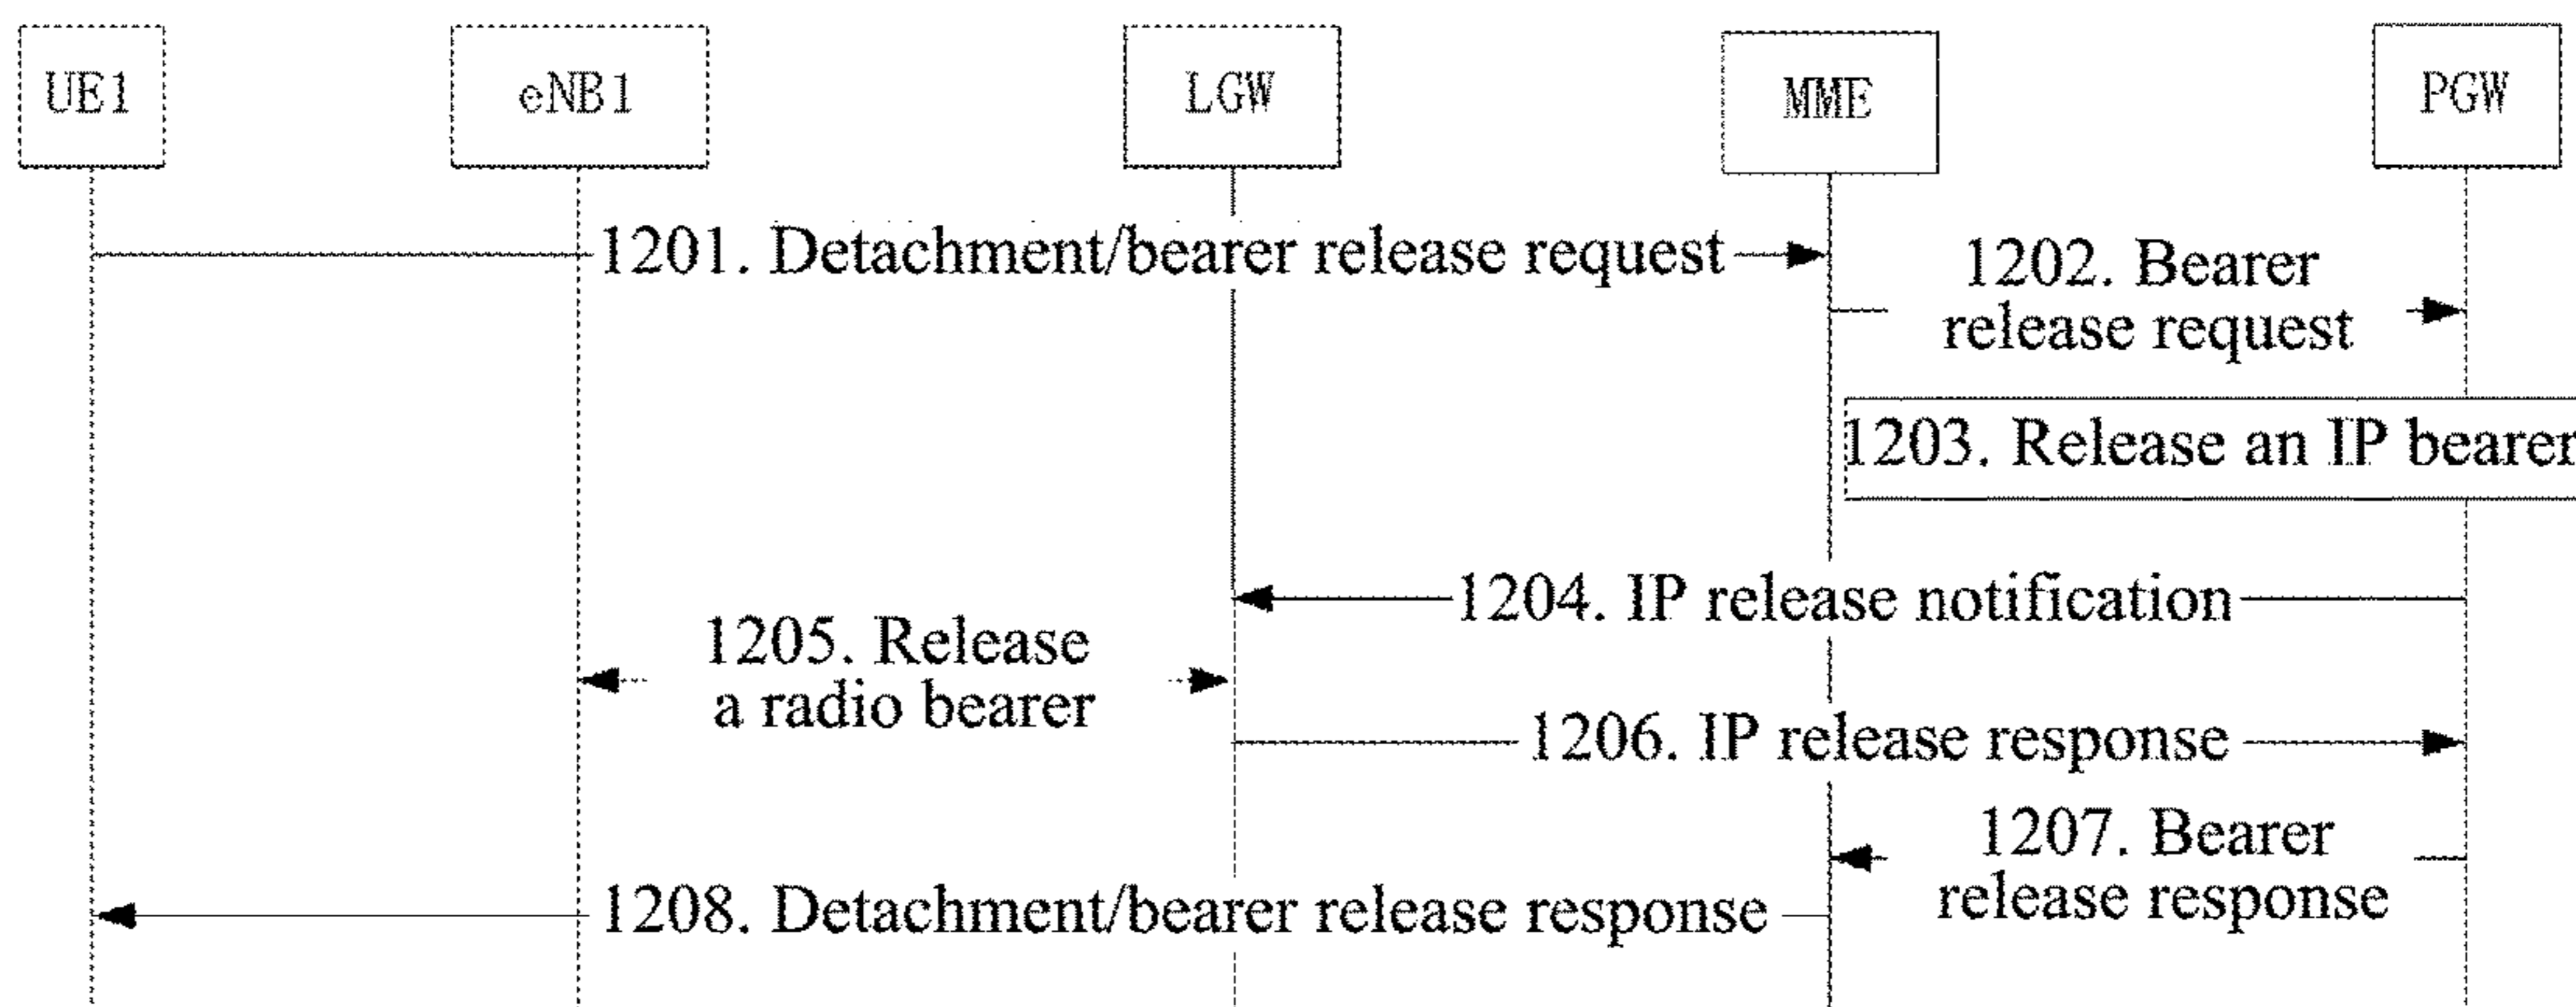 UE1
eNB1
LGW
MME
PGW
1201. Detachment/bearer release request
1202. Bearer
release request
1203. Release an IP bearer
1204. IP release notification
1205. Release
a radio bearer
1206. IP release response
1207. Bearer
release response
1208. Detachment/bearer release response